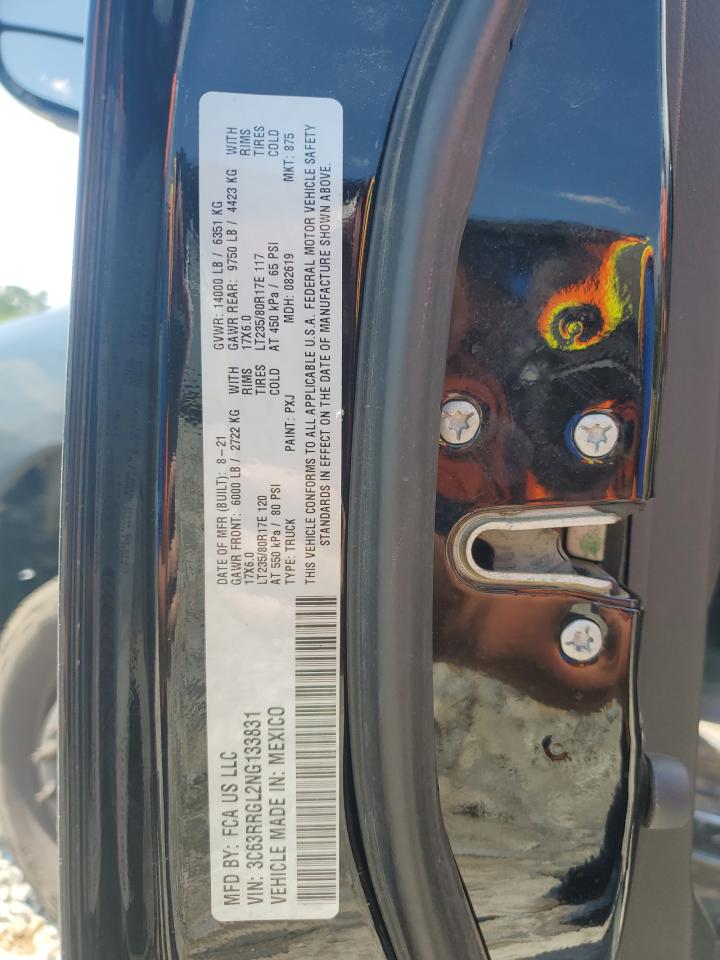 MFD BY: FCA US LLC
VIN: 3C63RRGL2NG133831
VEHICLE MADE IN: MEXICO
DATE OF MFR (BUILT): 8-21 GVWR: 14000 LB / 6351 KG
GAWR FRONT: 6000 LB / 2722 KG WITH GAWR REAR: 9750 LB / 4423 KG WITH
17X6.0 RIMS 17X6.0 RIMS
LT235/80R17E 120 TIRES LT235/80R17E 117 TIRES
AT 550 kPa / 80 PSI COLD AT 450 kPa / 65 PSI COLD
TYPE: TRUCK PAINT: PXJ MDH: 082619 MKT: 875
THIS VEHICLE CONFORMS TO ALL APPLICABLE U.S.A. FEDERAL MOTOR VEHICLE SAFETY
STANDARDS IN EFFECT ON THE DATE OF MANUFACTURE SHOWN ABOVE.